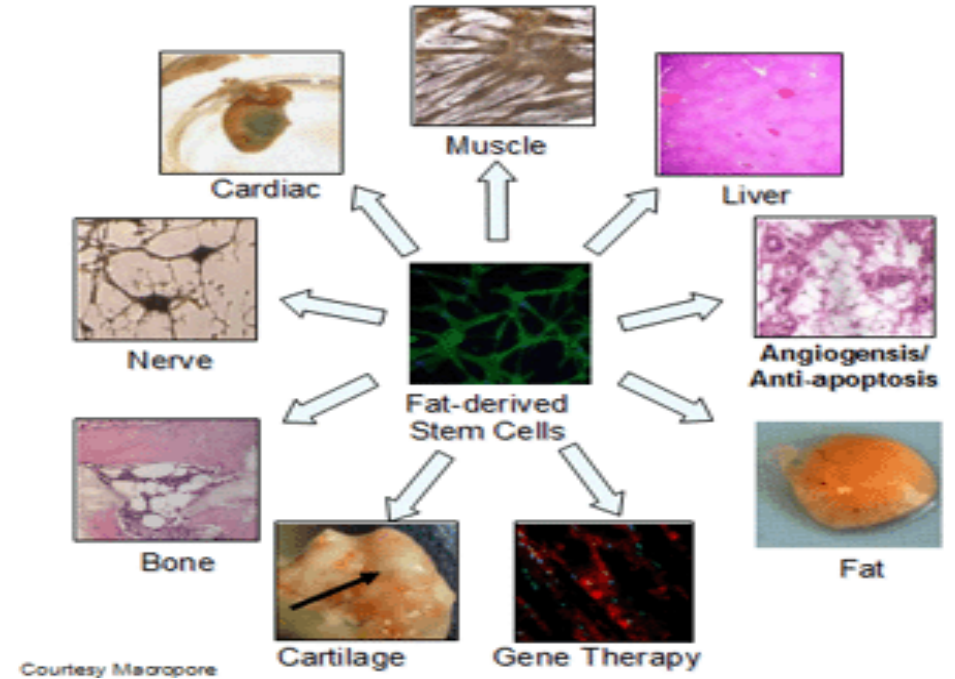 Muscle
Cardiac
Liver
Nerve
Angiogensis/
Anti-apoptosis
Fat-derived
Stem Cells
Bone
Fat
Cartilage
Gene Therapy
Courtesy Macropore